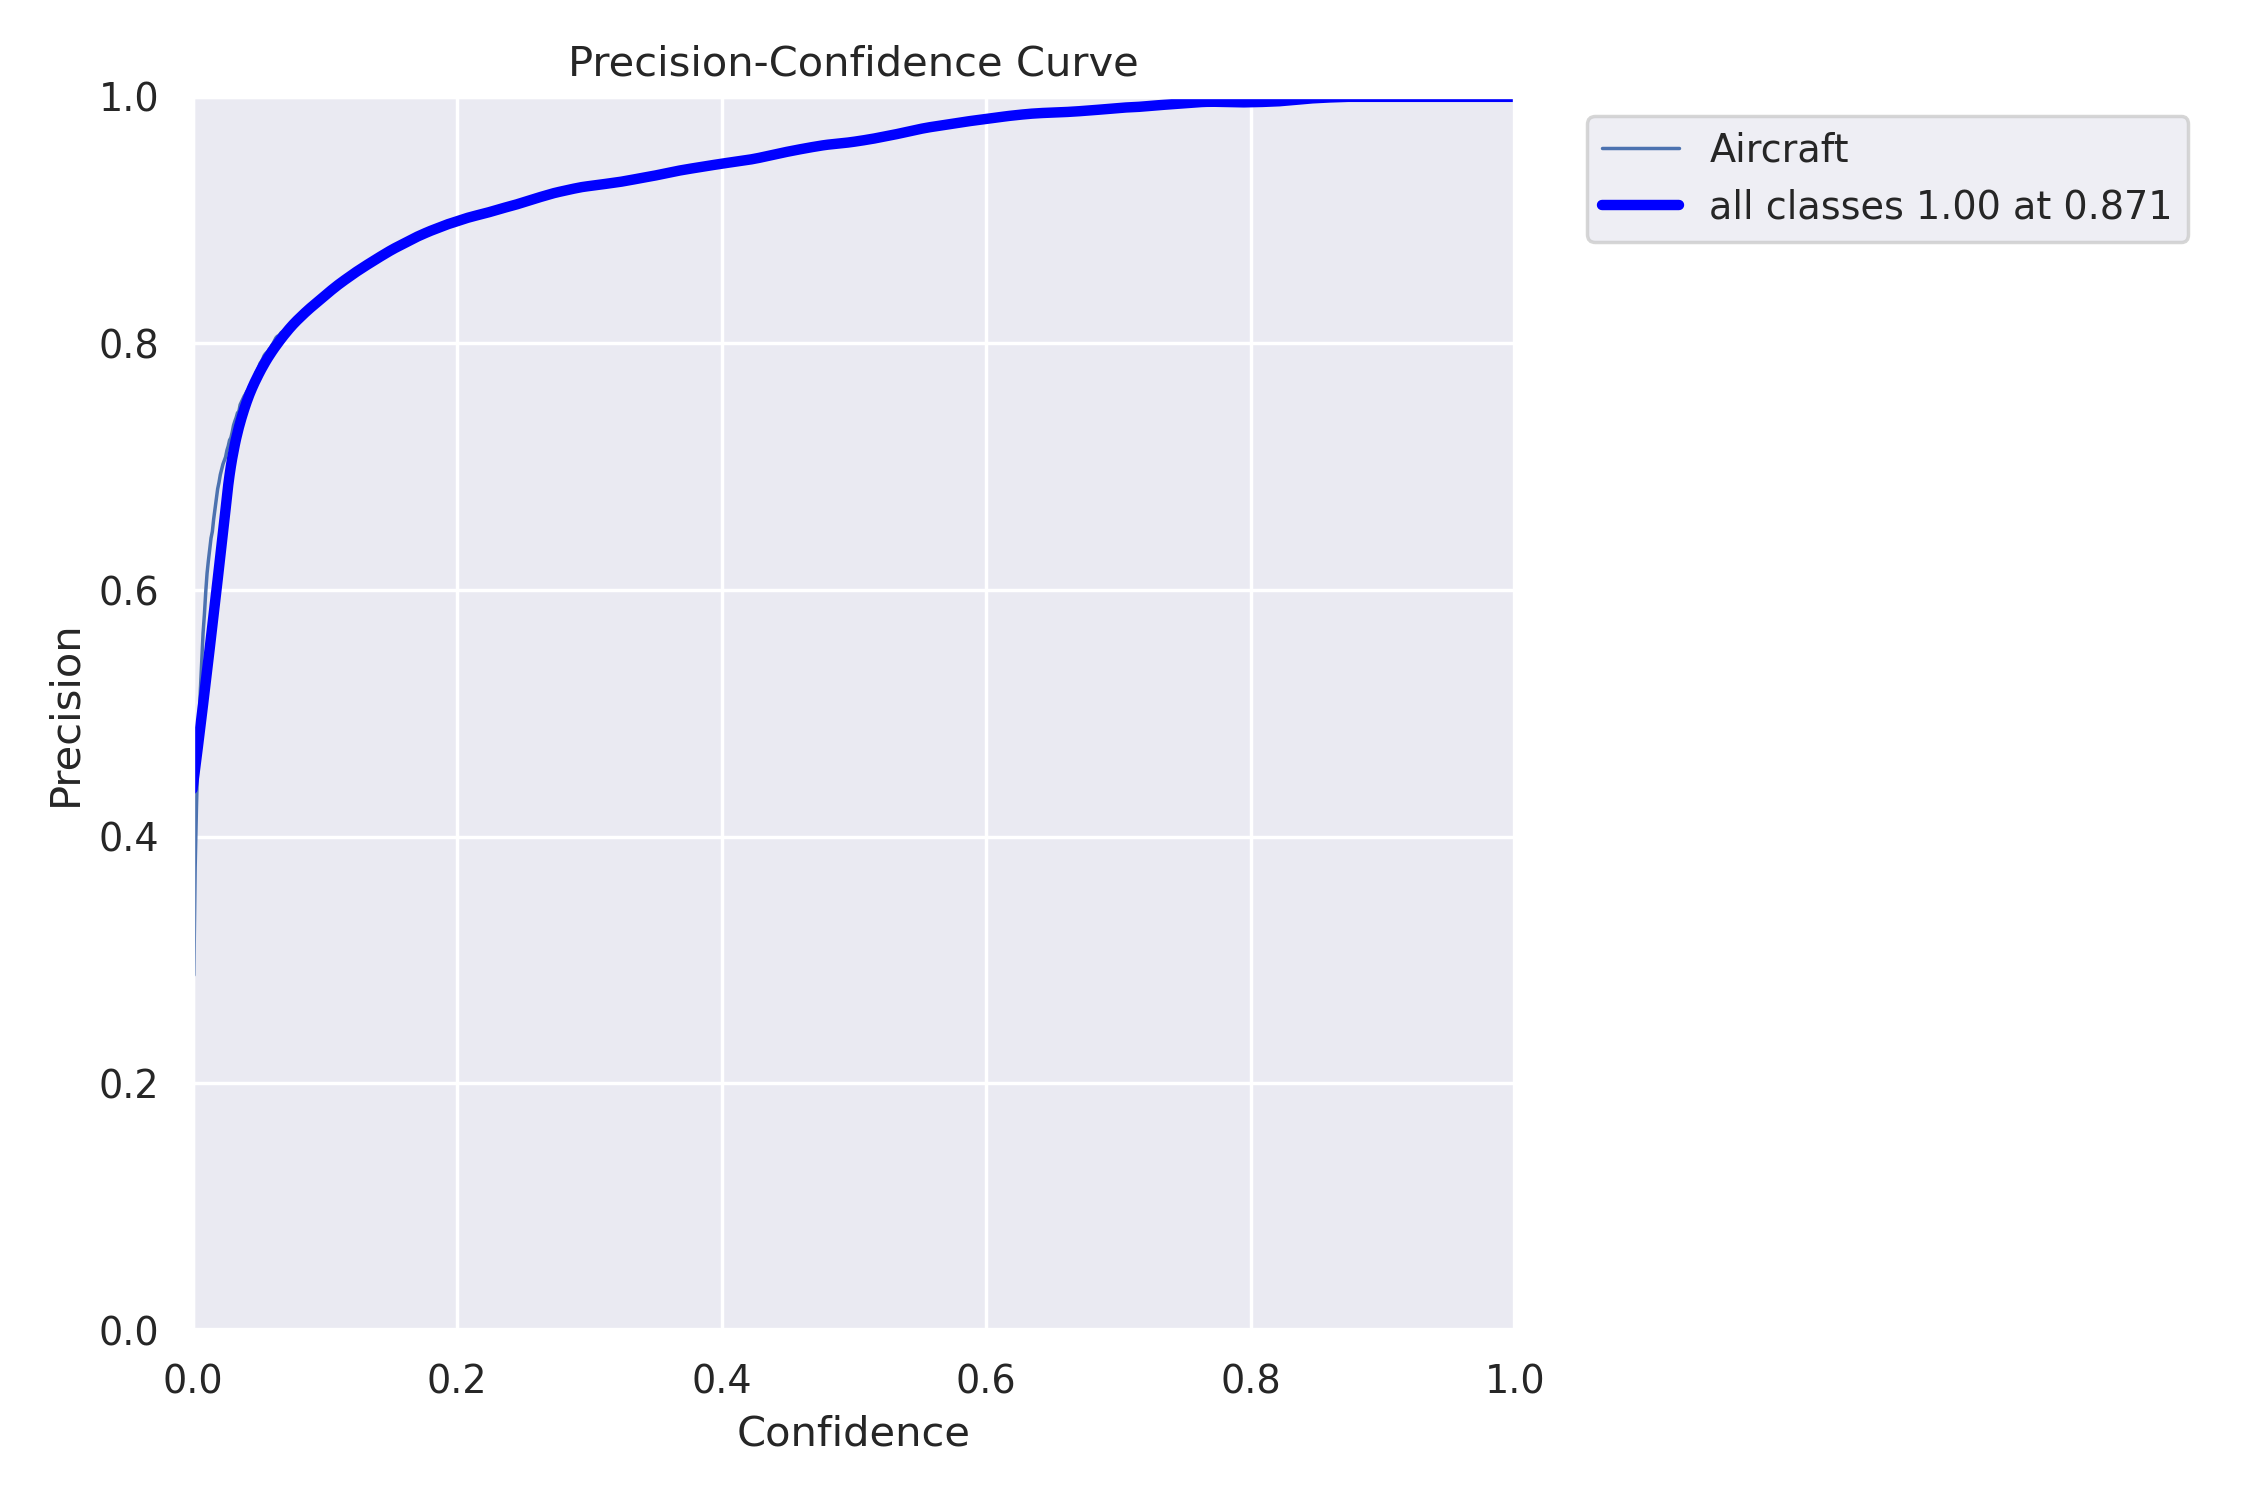 Precision-Confidence Curve
1.0
0.8
0.6
0.4
0.2
0.0
Precision
0.0 0.2 0.4 0.6 0.8 1.0
Confidence
Aircraft
all classes 1.00 at 0.871